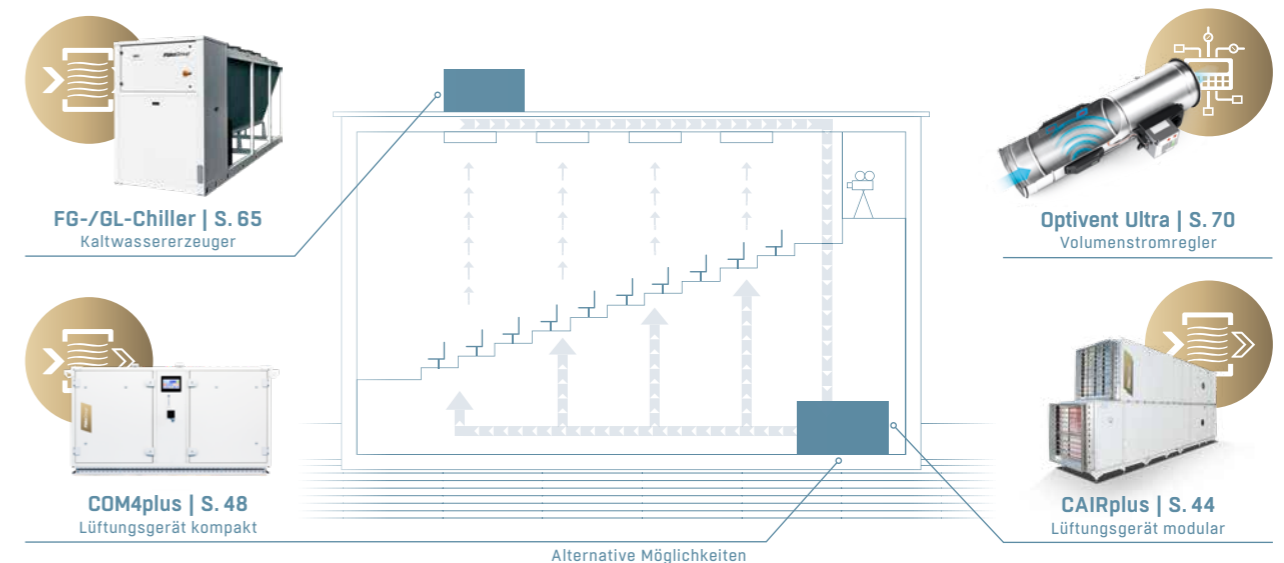 FG-/GL-Chiller | S. 65
Kaltwassererzeuger
Optivent Ultra | S. 70
Volumenstromregler
COM4plus | S. 48
Lüftungsgerät kompakt
CAIRplus | S. 44
Lüftungsgerät modular
Alternative Möglichkeiten